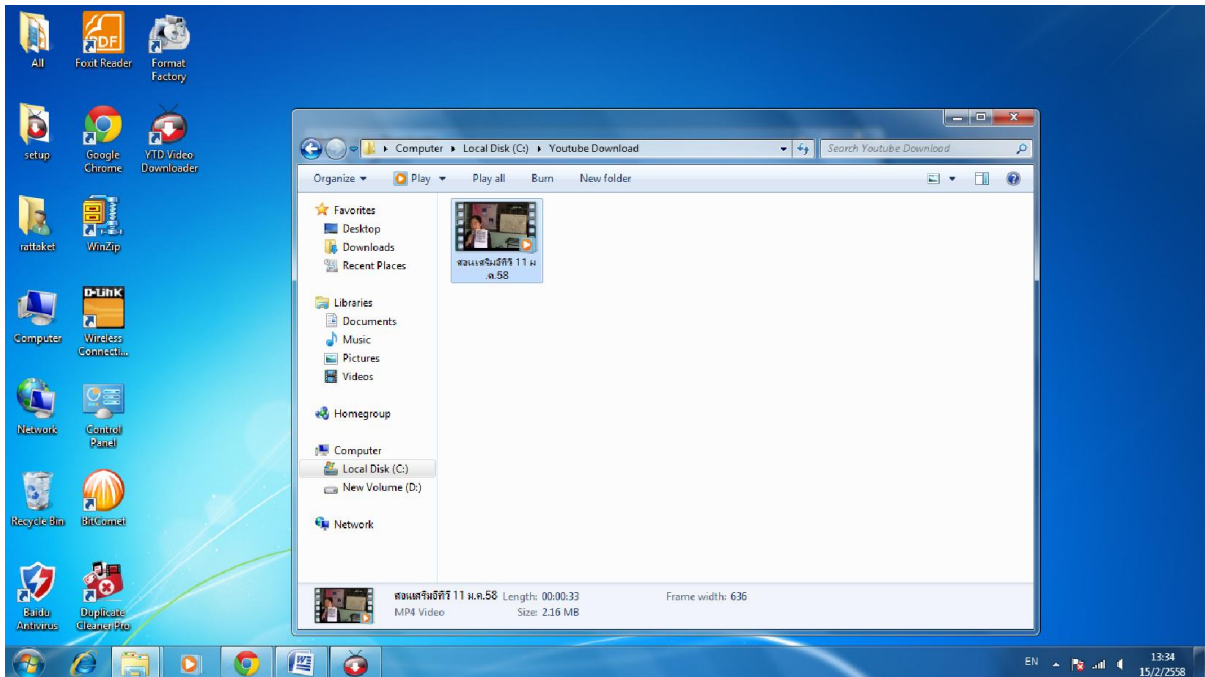 All
Foxit Reader
Format
Factory
setup
Google
Chrome
YTD Video
Downloader
rattaket
WinZip
Computer
D-Link
Wireless
Connecti...
Network
Control
Panel
Recycle Bin
BitComet
Baidu
Antivirus
Duplicate
Cleaner Pro
PDF
Computer Local Disk (C:) Youtube Download
Search Youtube Download
Organize Play Play all Burn New folder
Favorites
Desktop
Downloads
Recent Places
Libraries
Documents
Music
Pictures
Videos
Homegroup
Computer
Local Disk (C:)
New Volume (D:)
Network
สอนเสริมอีทีวี 11 ม
.ค.58
สอนเสริมอีทีวี 11 ม.ค.58 Length: 00:00:33 Frame width: 636
MP4 Video Size: 2.16 MB
EN
13:34
15/2/2558